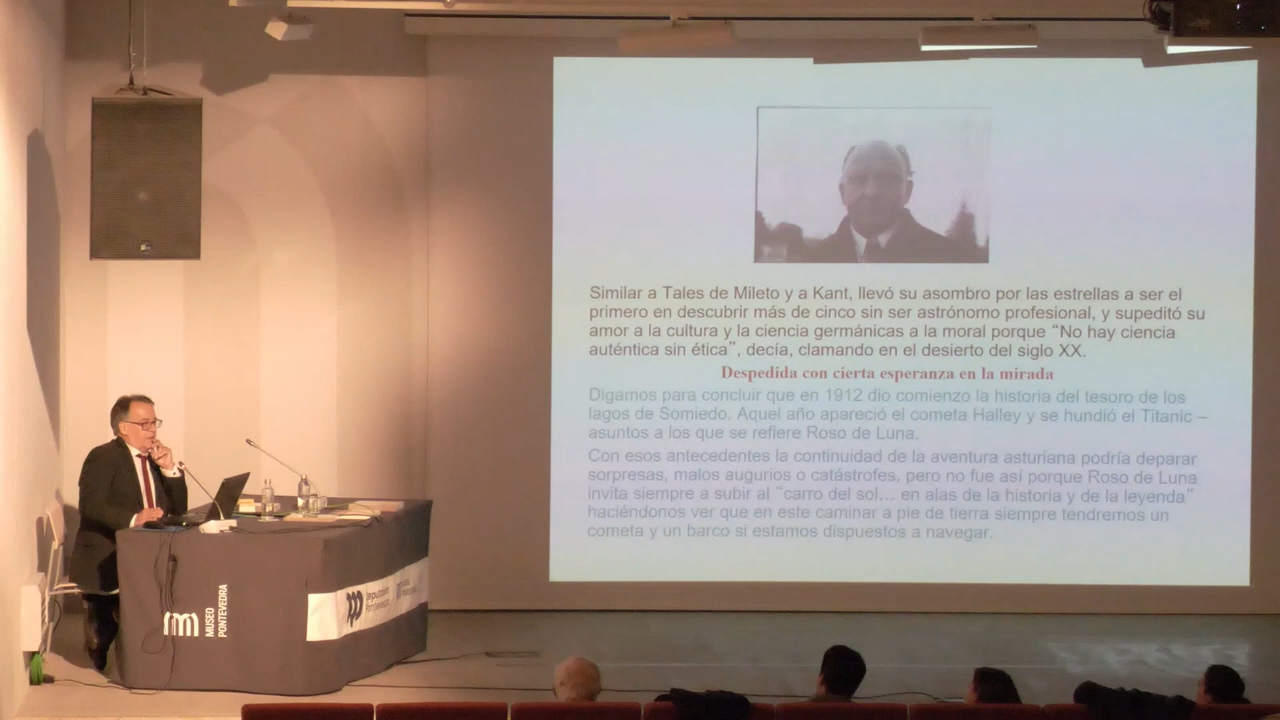 Similar a Tales de Mileto y a Kant, llevó su asombro por las estrellas a ser el
primero en descubrir más de cinco sin ser astrónomo profesional, y supeditó su
amor a la cultura y la ciencia germánicas a la moral porque “No hay ciencia
auténtica sin ética”, decía, clamando en el desierto del siglo XX.
Despedida con cierta esperanza en la mirada
Digamos para concluir que en 1912 dio comienzo la historia del tesoro de los
lagos de Somiedo. Aquel año apareció el cometa Halley y se hundió el Titanic –
asuntos a los que se refiere Roso de Luna.
Con esos antecedentes la continuidad de la aventura asturiana podría deparar
sorpresas, malos augurios o catástrofes, pero no fue así porque Roso de Luna
invita siempre a subir al “carro del sol... en alas de la historia y de la leyenda”
haciéndonos ver que en este caminar a pie de tierra siempre tendremos un
cometa y un barco si estamos dispuestos a navegar.
MUSEO
PONTEVEDRA
Pontevedra